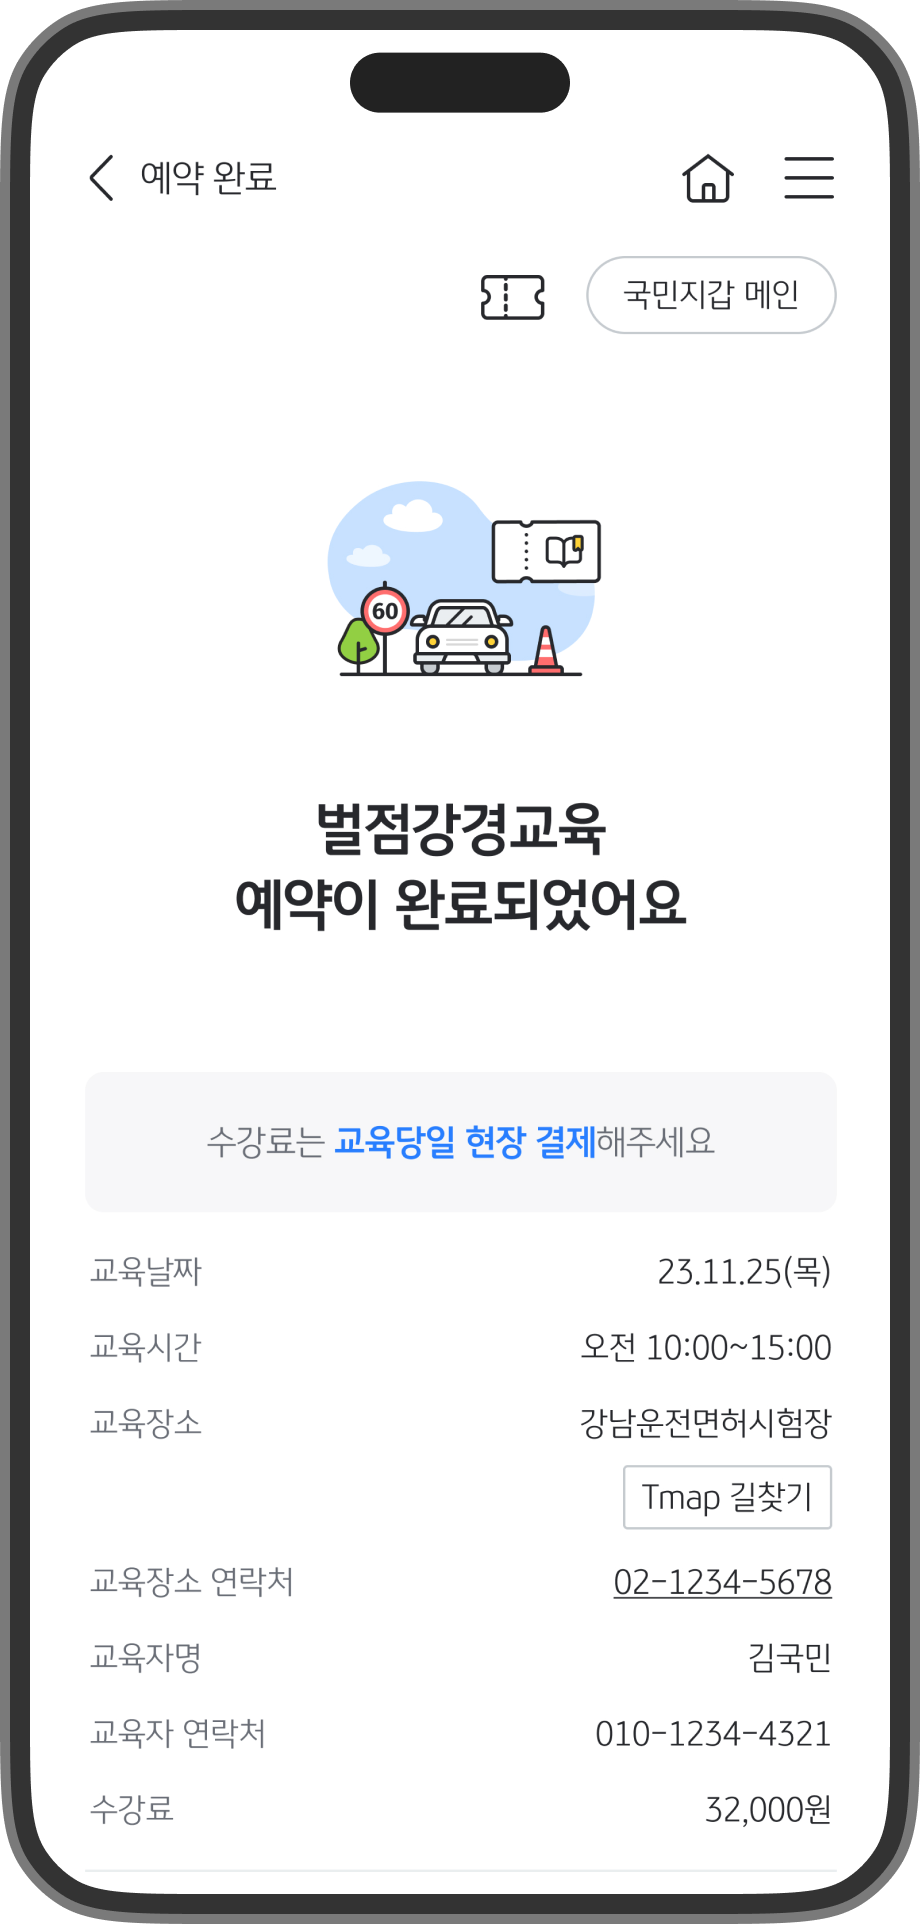 예약 완료
국민지갑 메인
60
벌점강경교육
예약이 완료되었어요
수강료는 교육당일 현장 결제해주세요
교육날짜 23.11.25(목)
교육시간 오전 10:00~15:00
교육장소 강남운전면허시험장
Tmap 길찾기
교육장소 연락처 02-1234-5678
교육자명 김국민
교육자 연락처 010-1234-4321
수강료 32,000원